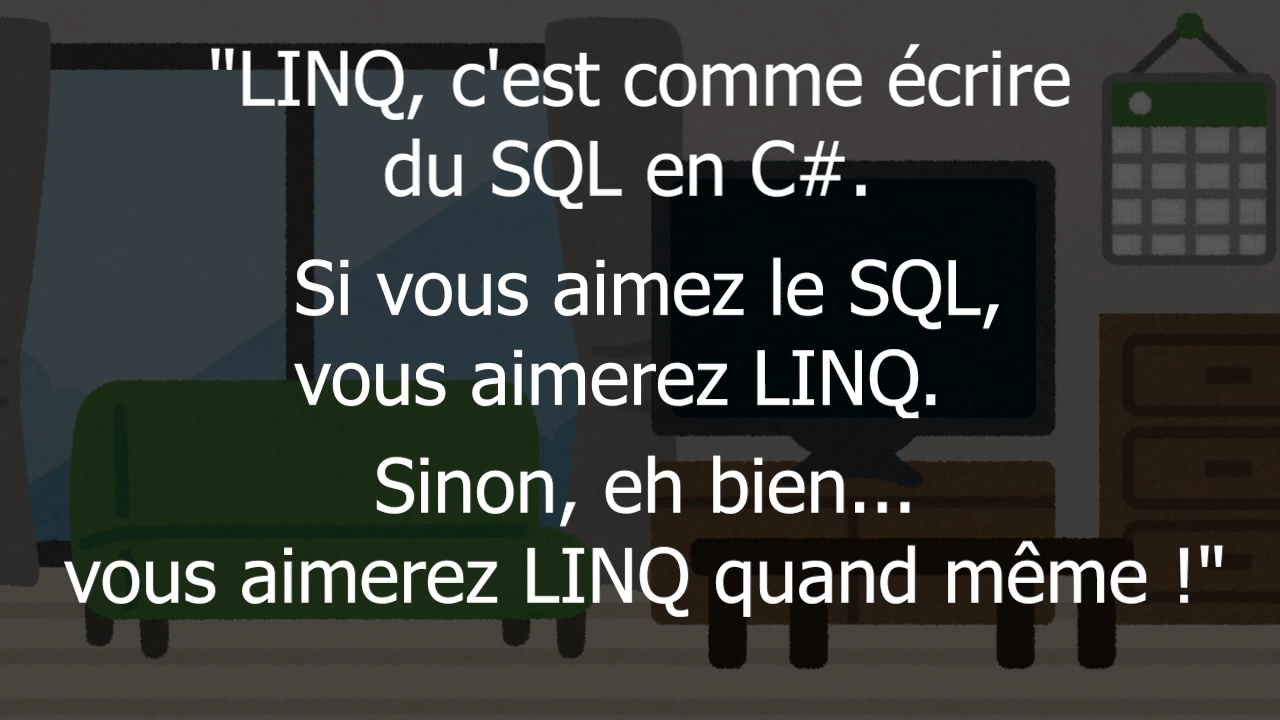 "LINQ, c'est comme écrire
du SQL en C#.
Si vous aimez le SQL,
vous aimerez LINQ.
Sinon, eh bien...
vous aimerez LINQ quand même !"